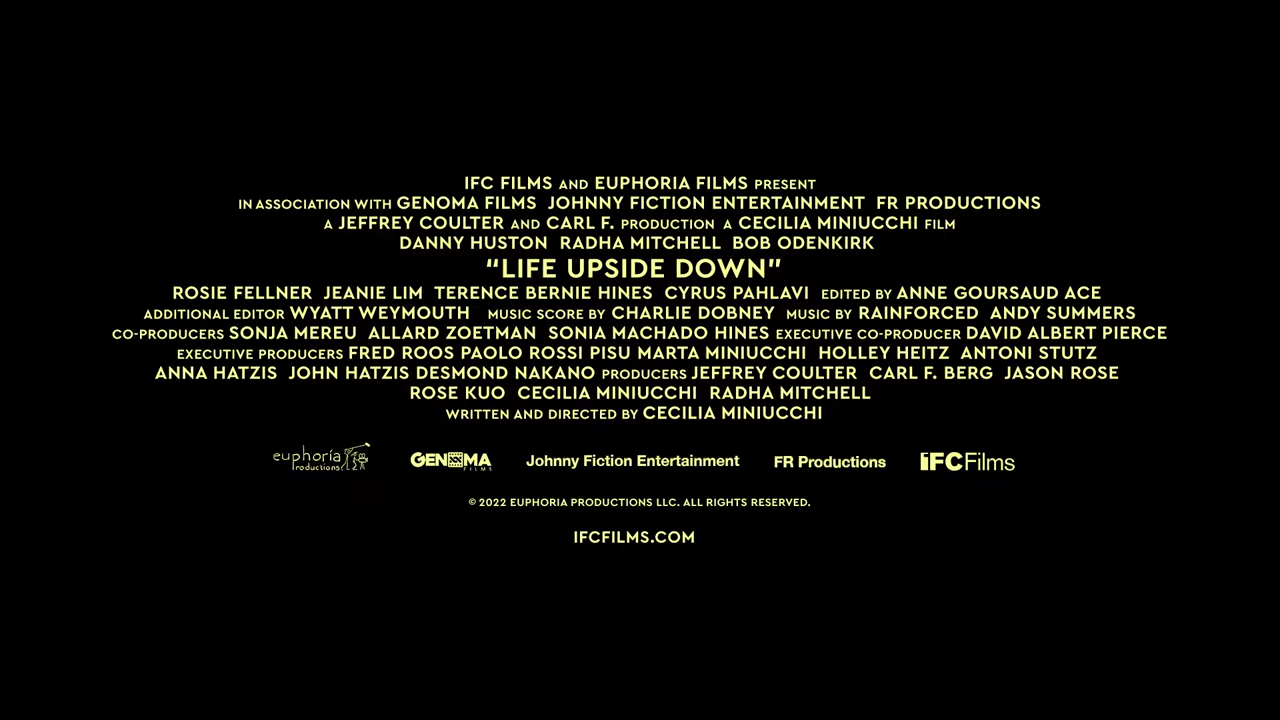 IFC FILMS AND EUPHORIA FILMS PRESENT
IN ASSOCIATION WITH GENOMA FILMS JOHNNY FICTION ENTERTAINMENT FR PRODUCTIONS
A JEFFREY COULTER AND CARL F. PRODUCTION A CECILIA MINIUCCHI FILM
DANNY HUSTON RADHA MITCHELL BOB ODENKIRK
“LIFE UPSIDE DOWN”
ROSIE FELLNER JEANIE LIM TERENCE BERNIE HINES CYRUS PAHLAVI EDITED BY ANNE GOURSAUD ACE
ADDITIONAL EDITOR WYATT WEYMOUTH MUSIC SCORE BY CHARLIE DOBNEY MUSIC BY RAINFORCED ANDY SUMMERS
CO-PRODUCERS SONJA MEREU ALLARD ZOETMAN SONIA MACHADO HINES EXECUTIVE CO-PRODUCER DAVID ALBERT PIERCE
EXECUTIVE PRODUCERS FRED ROOS PAOLO ROSSI PISU MARTA MINIUCCHI HOLLEY HEITZ ANTONI STUTZ
ANNA HATZIS JOHN HATZIS DESMOND NAKANO PRODUCERS JEFFREY COULTER CARL F. BERG JASON ROSE
ROSE KUO CECILIA MINIUCCHI RADHA MITCHELL
WRITTEN AND DIRECTED BY CECILIA MINIUCCHI
euphoria productions GENOMA FILMS Johnny Fiction Entertainment FR Productions IFC Films
© 2022 EUPHORIA PRODUCTIONS LLC. ALL RIGHTS RESERVED.
IFCFILMS.COM